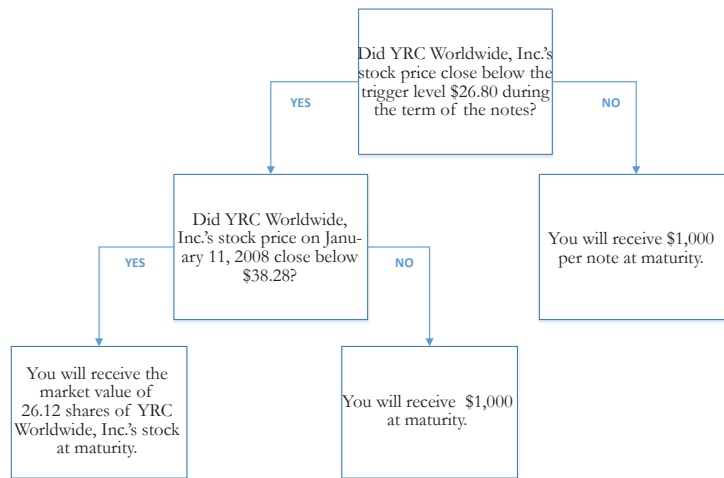 Did YRC Worldwide, Inc.'s
stock price close below the
trigger level $26.80 during
the term of the notes?
YES
NO
Did YRC Worldwide,
Inc.'s stock price on Janu-
ary 11, 2008 close below
$38.28?
You will receive $1,000
per note at maturity.
YES
NO
You will receive the
market value of
26.12 shares of YRC
Worldwide, Inc.'s stock
at maturity.
You will receive $1,000
at maturity.